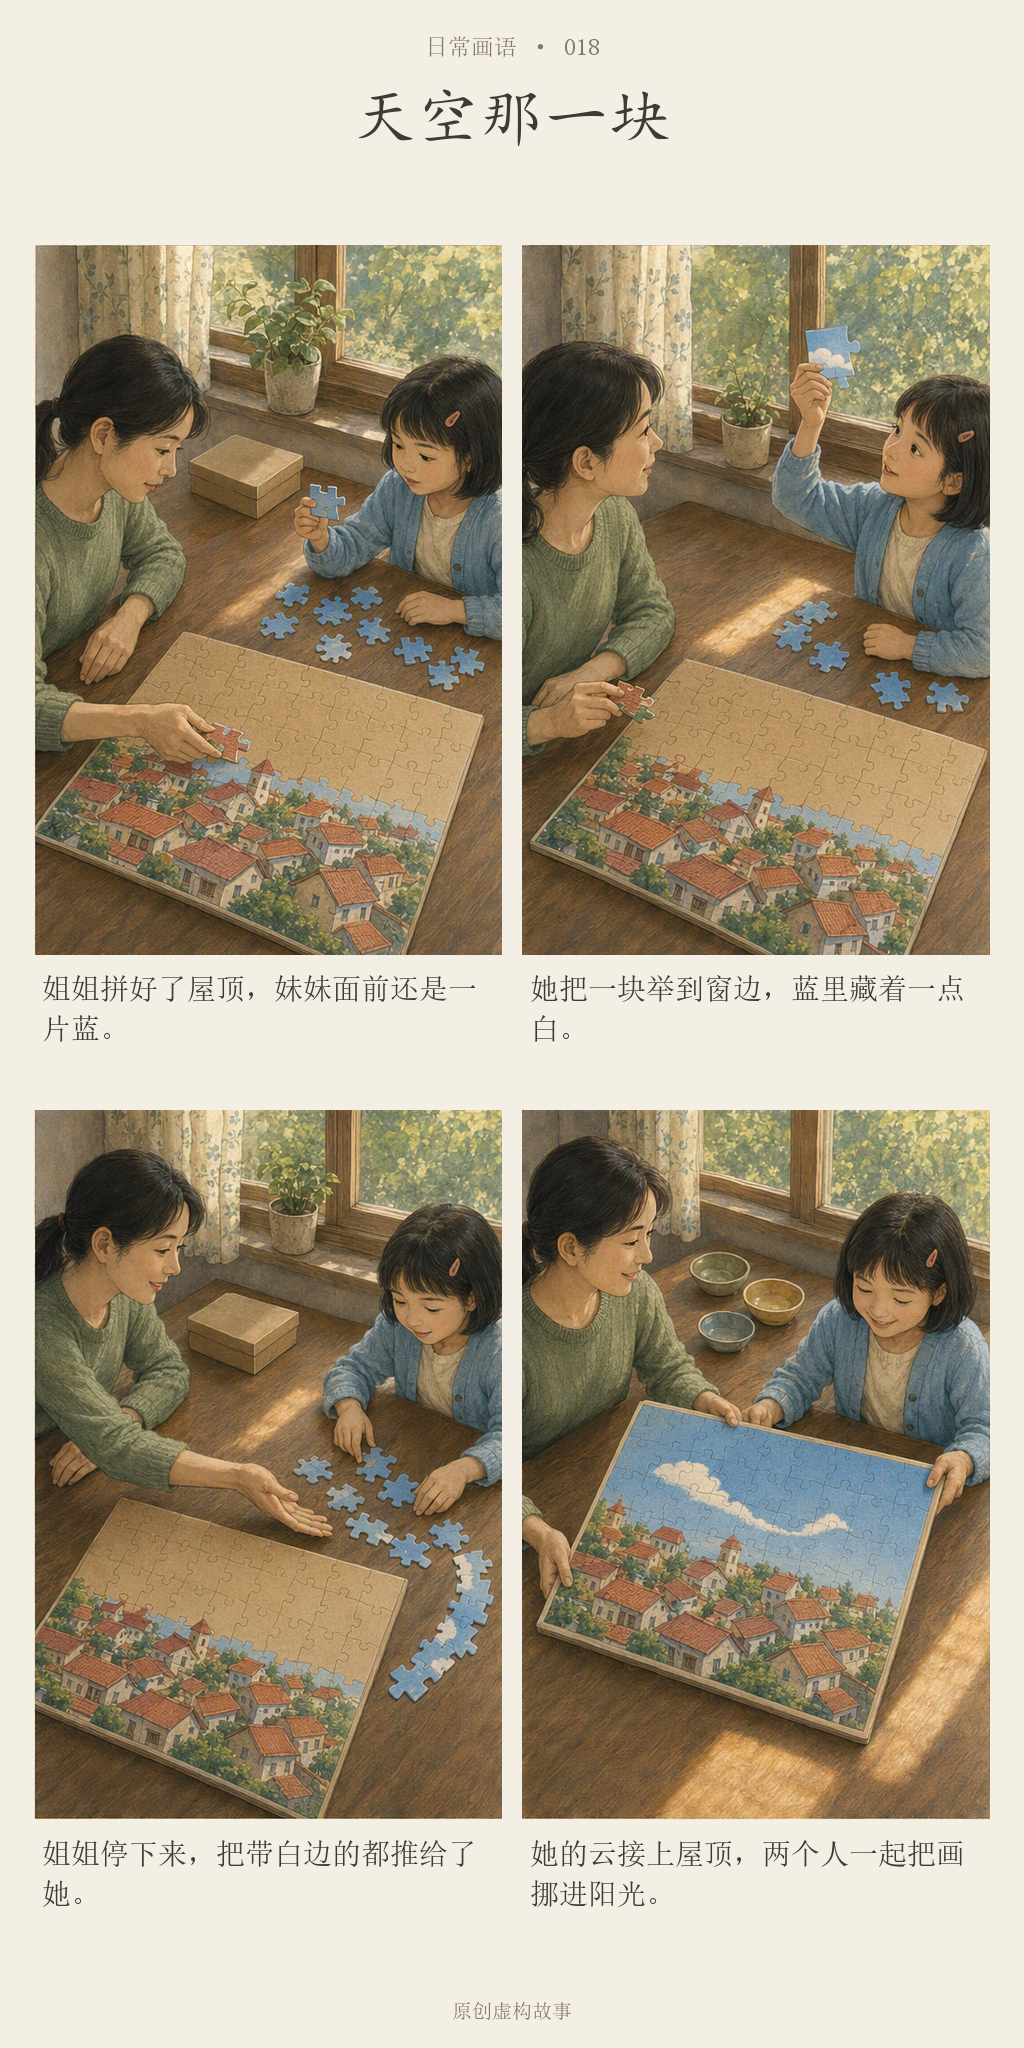 日常画语 • 018
天空那一块
姐姐拼好了屋顶，妹妹面前还是一
片蓝。
她把一块举到窗边，蓝里藏着一点
白。
姐姐停下来，把带白边的都推给了
她。
她的云接上屋顶，两个人一起把画
挪进阳光。
原创虚构故事